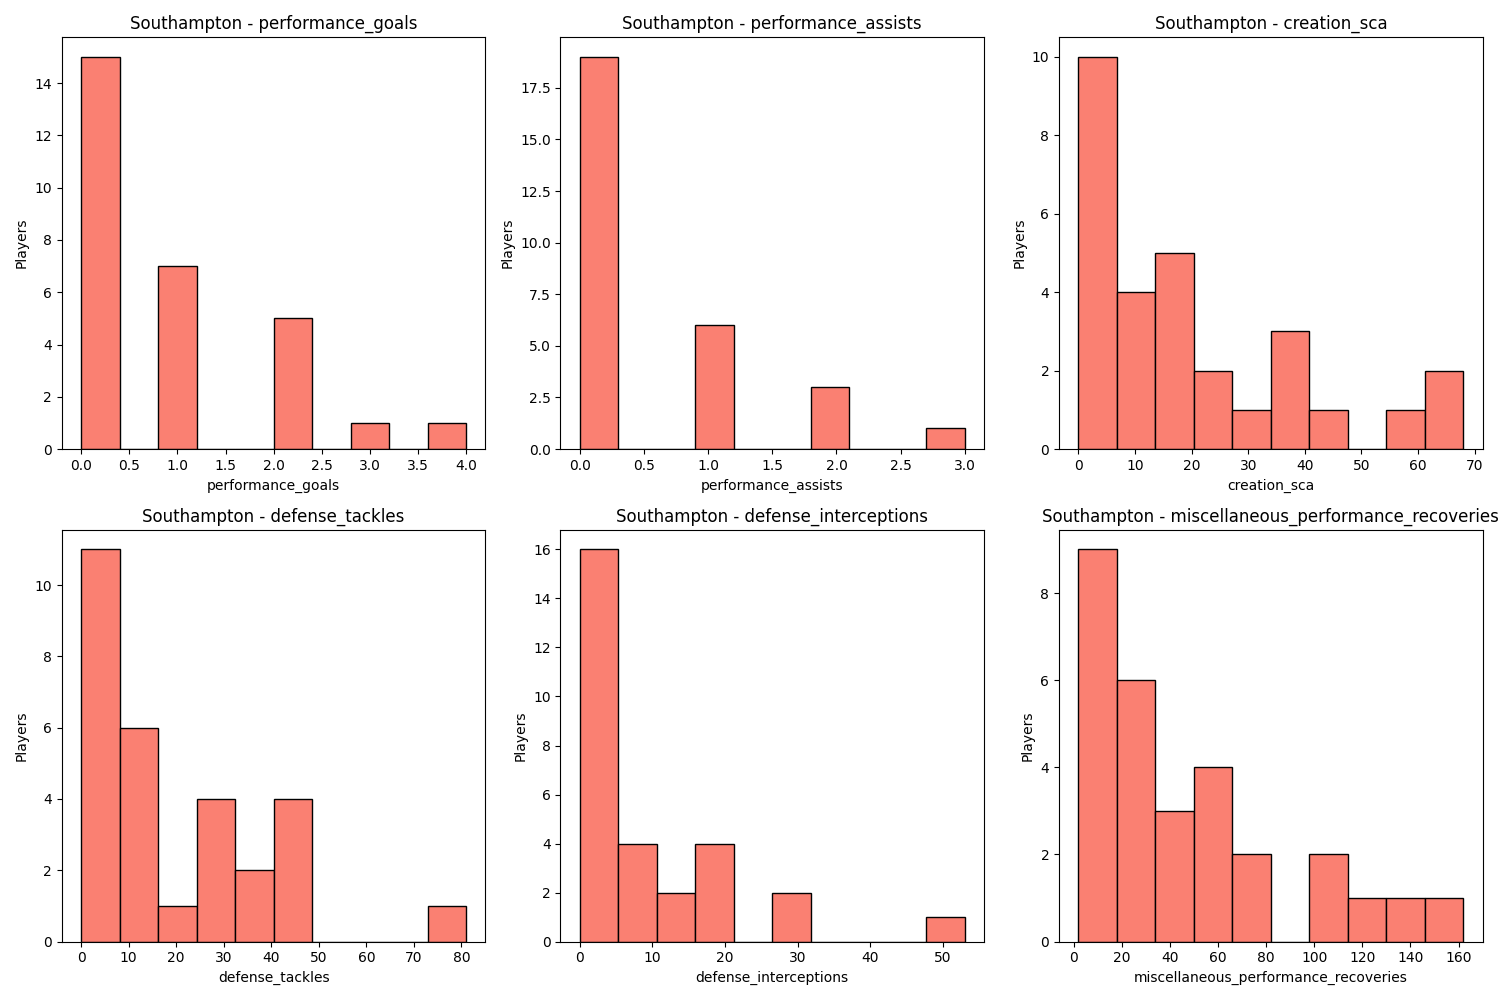 Southampton - performance_goals
Players
14
12
10
8
6
4
2
0
0.0 0.5 1.0 1.5 2.0 2.5 3.0 3.5 4.0
performance_goals
Southampton - performance_assists
Players
17.5
15.0
12.5
10.0
7.5
5.0
2.5
0.0
0.0 0.5 1.0 1.5 2.0 2.5 3.0
performance_assists
Southampton - creation_sca
Players
10
8
6
4
2
0
0 10 20 30 40 50 60 70
creation_sca
Southampton - defense_tackles
Players
10
8
6
4
2
0
0 10 20 30 40 50 60 70 80
defense_tackles
Southampton - defense_interceptions
Players
16
14
12
10
8
6
4
2
0
0 10 20 30 40 50
defense_interceptions
Southampton - miscellaneous_performance_recoveries
Players
8
6
4
2
0
0 20 40 60 80 100 120 140 160
miscellaneous_performance_recoveries